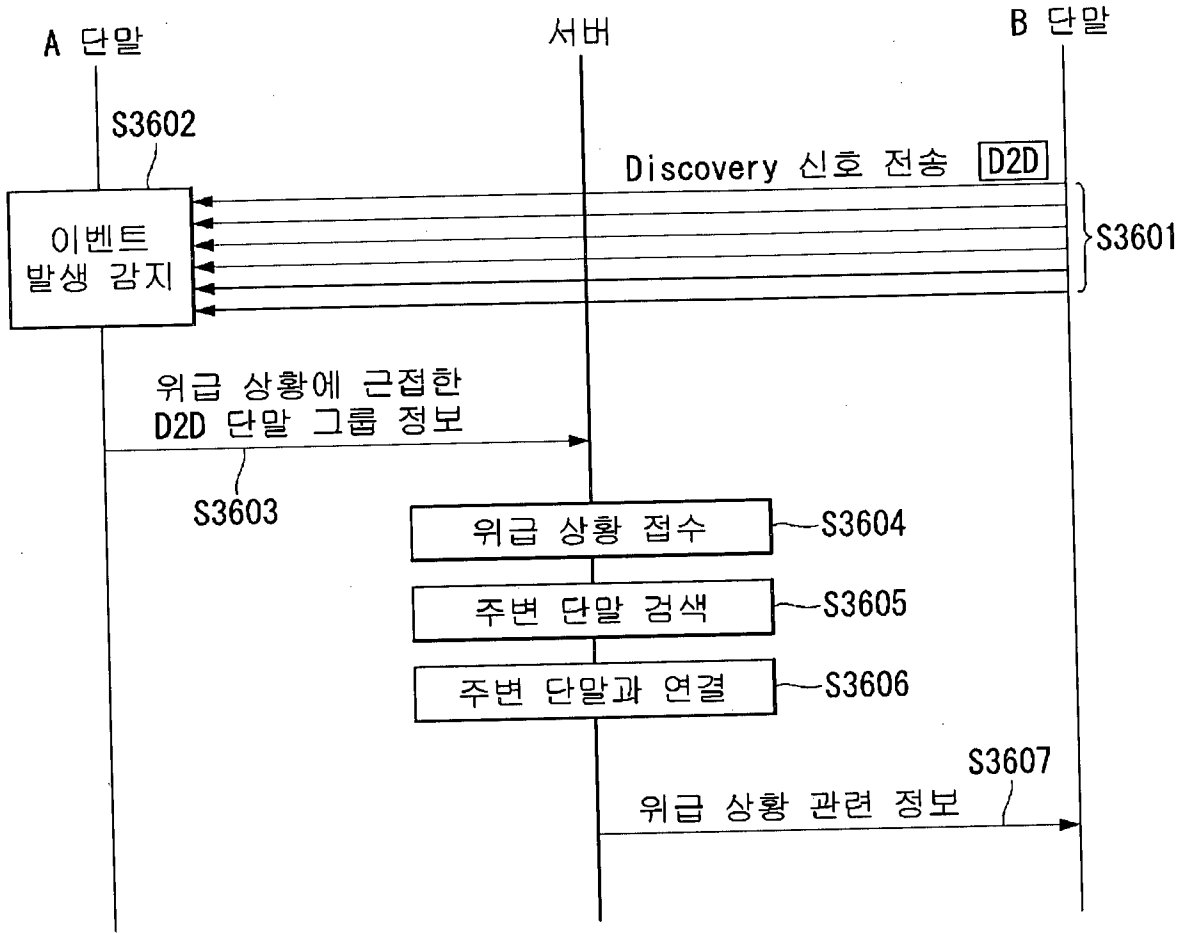 A 단말
서버
B 단말
S3602
Discovery 신호 전송 D2D
이벤트
발생 감지
S3601
위급 상황에 근접한
D2D 단말 그룹 정보
S3603
위급 상황 접수
S3604
주변 단말 검색
S3605
주변 단말과 연결
S3606
S3607
위급 상황 관련 정보